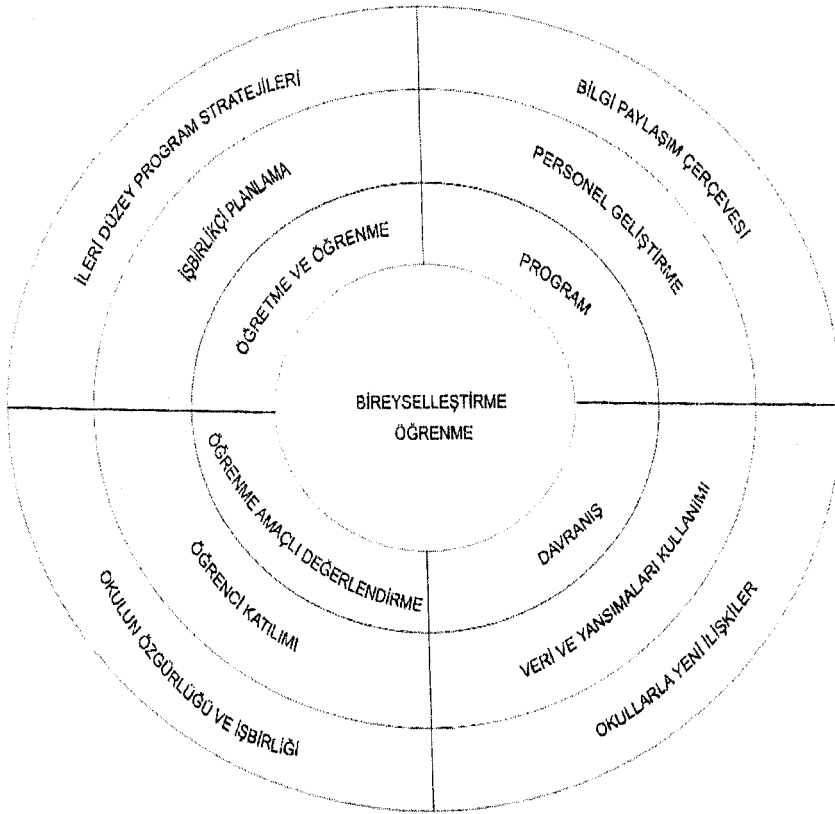 İLERİ DÜZEY PROGRAM STRATEJİLERİ
BİLGİ PAYLAŞIM ÇERÇEVESİ
İŞBİRLİKÇİ PLANLAMA
PERSONEL GELİŞTİRME
ÖĞRETME VE ÖĞRENME
PROGRAM
BİREYSELLEŞTİRME
ÖĞRENME
ÖĞRENME AMAÇLI DEĞERLENDİRME
DAVRANIŞ
ÖĞRENCİ KATILIMI
VERİ VE YANSIMALARI KULLANIMI
OKULUN ÖZGÜRLÜĞÜ VE İŞBİRLİĞİ
OKULLARLA YENİ İLİŞKİLER